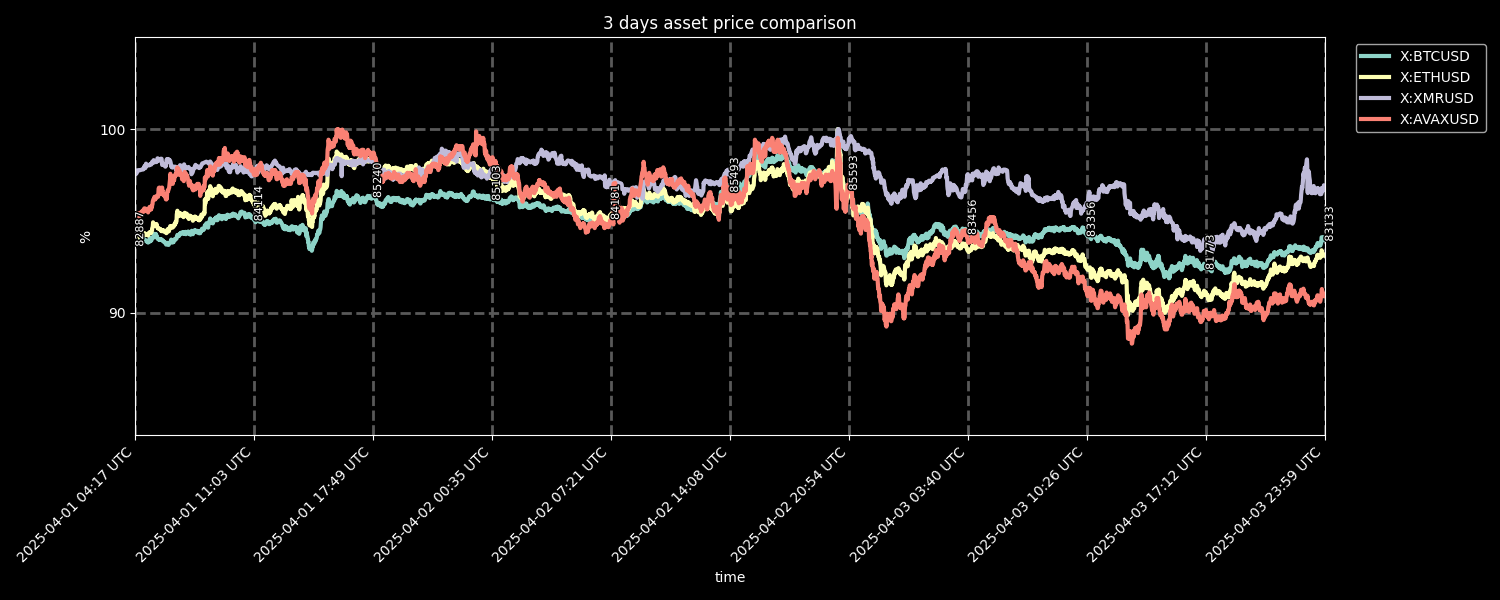 3 days asset price comparison
X:BTCUSD
X:ETHUSD
X:XMRUSD
X:AVAXUSD
100
90
%
82887
84114
85240
85103
84181
85493
85593
83456
83356
81773
83133
2025-04-01 04:17 UTC
2025-04-01 11:03 UTC
2025-04-01 17:49 UTC
2025-04-02 00:35 UTC
2025-04-02 07:21 UTC
2025-04-02 14:08 UTC
2025-04-02 20:54 UTC
2025-04-03 03:40 UTC
2025-04-03 10:26 UTC
2025-04-03 17:12 UTC
2025-04-03 23:59 UTC
time